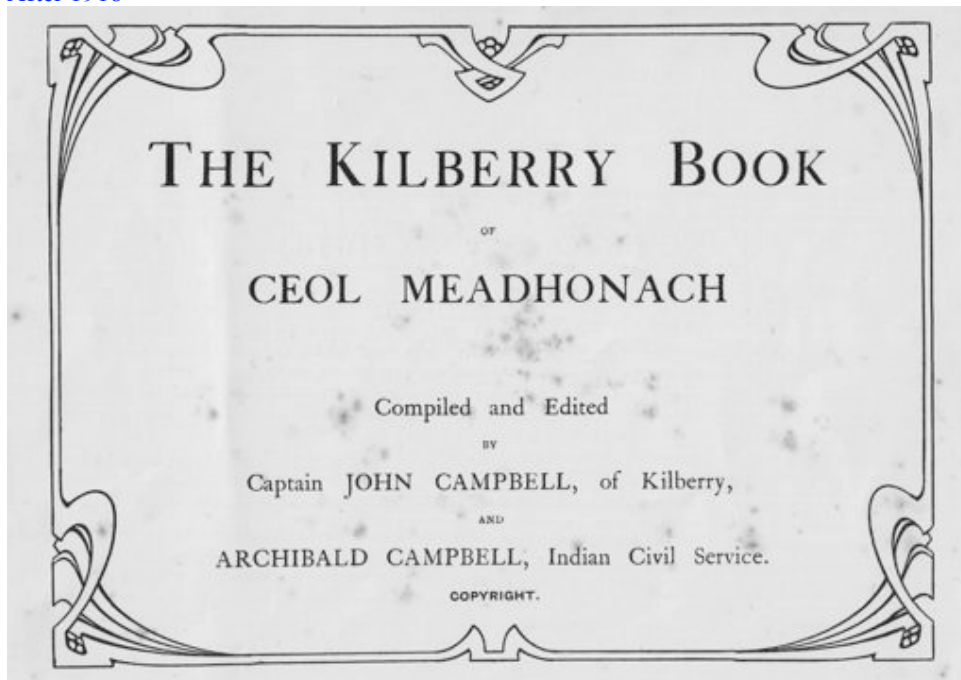 THE KILBERRY BOOK
OF
CEOL MEADHONACH
Compiled and Edited
BY
Captain JOHN CAMPBELL, of Kilberry,
AND
ARCHIBALD CAMPBELL, Indian Civil Service.
COPYRIGHT.